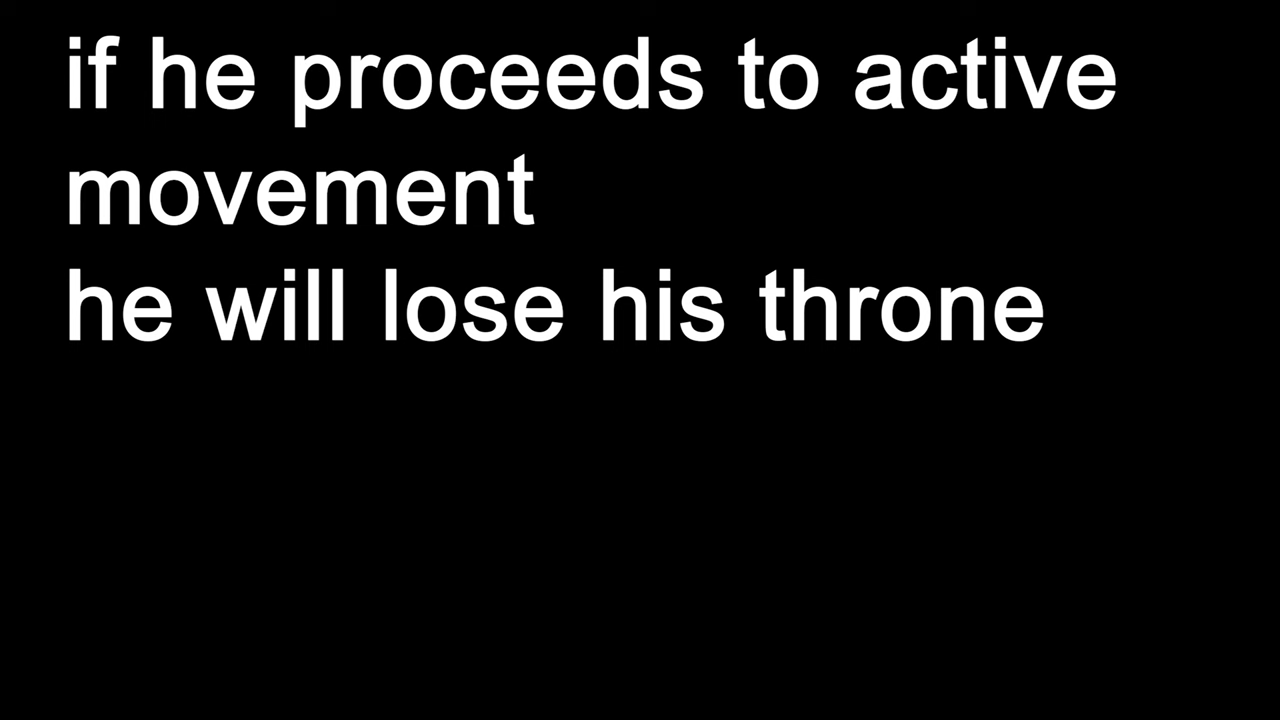 if he proceeds to active
movement
he will lose his throne